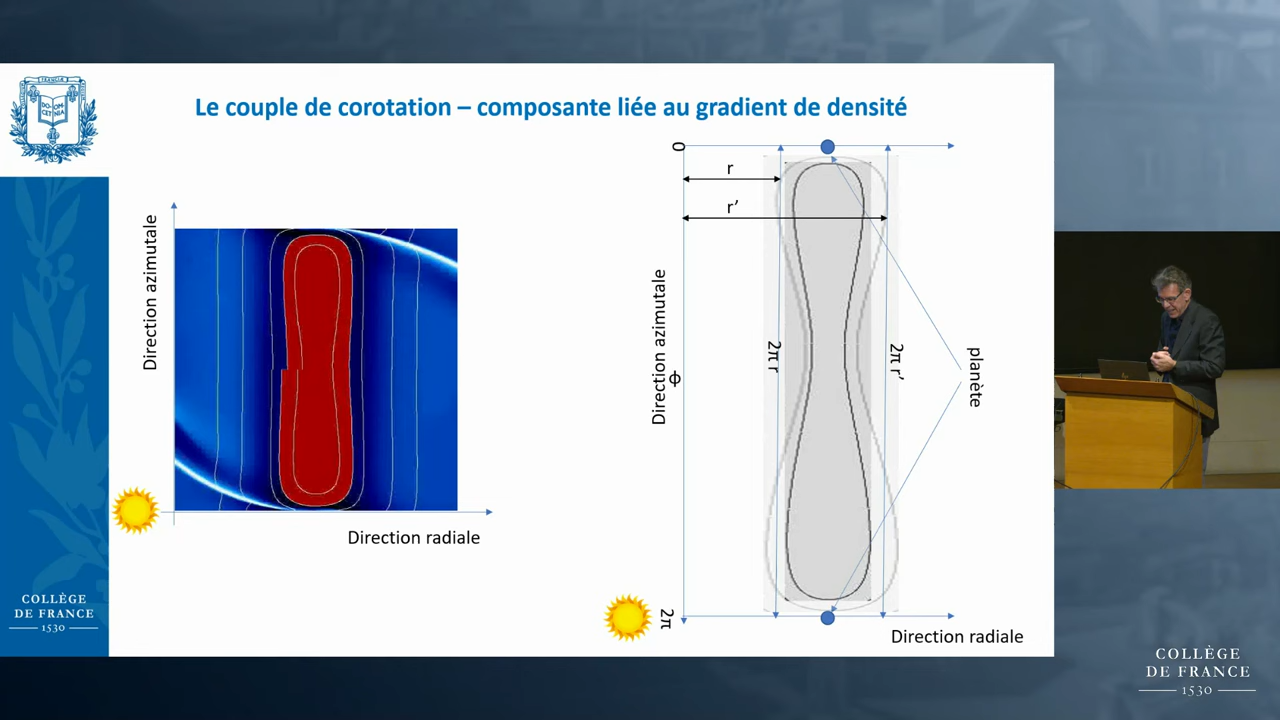 Le couple de corotation – composante liée au gradient de densité
Direction azimutale
Direction radiale
0
r
r’
Direction azimutale
ϕ
2π r
2π r’
planète
2π
Direction radiale
COLLÈGE
DE FRANCE
1530
COLLÈGE
DE FRANCE
1530